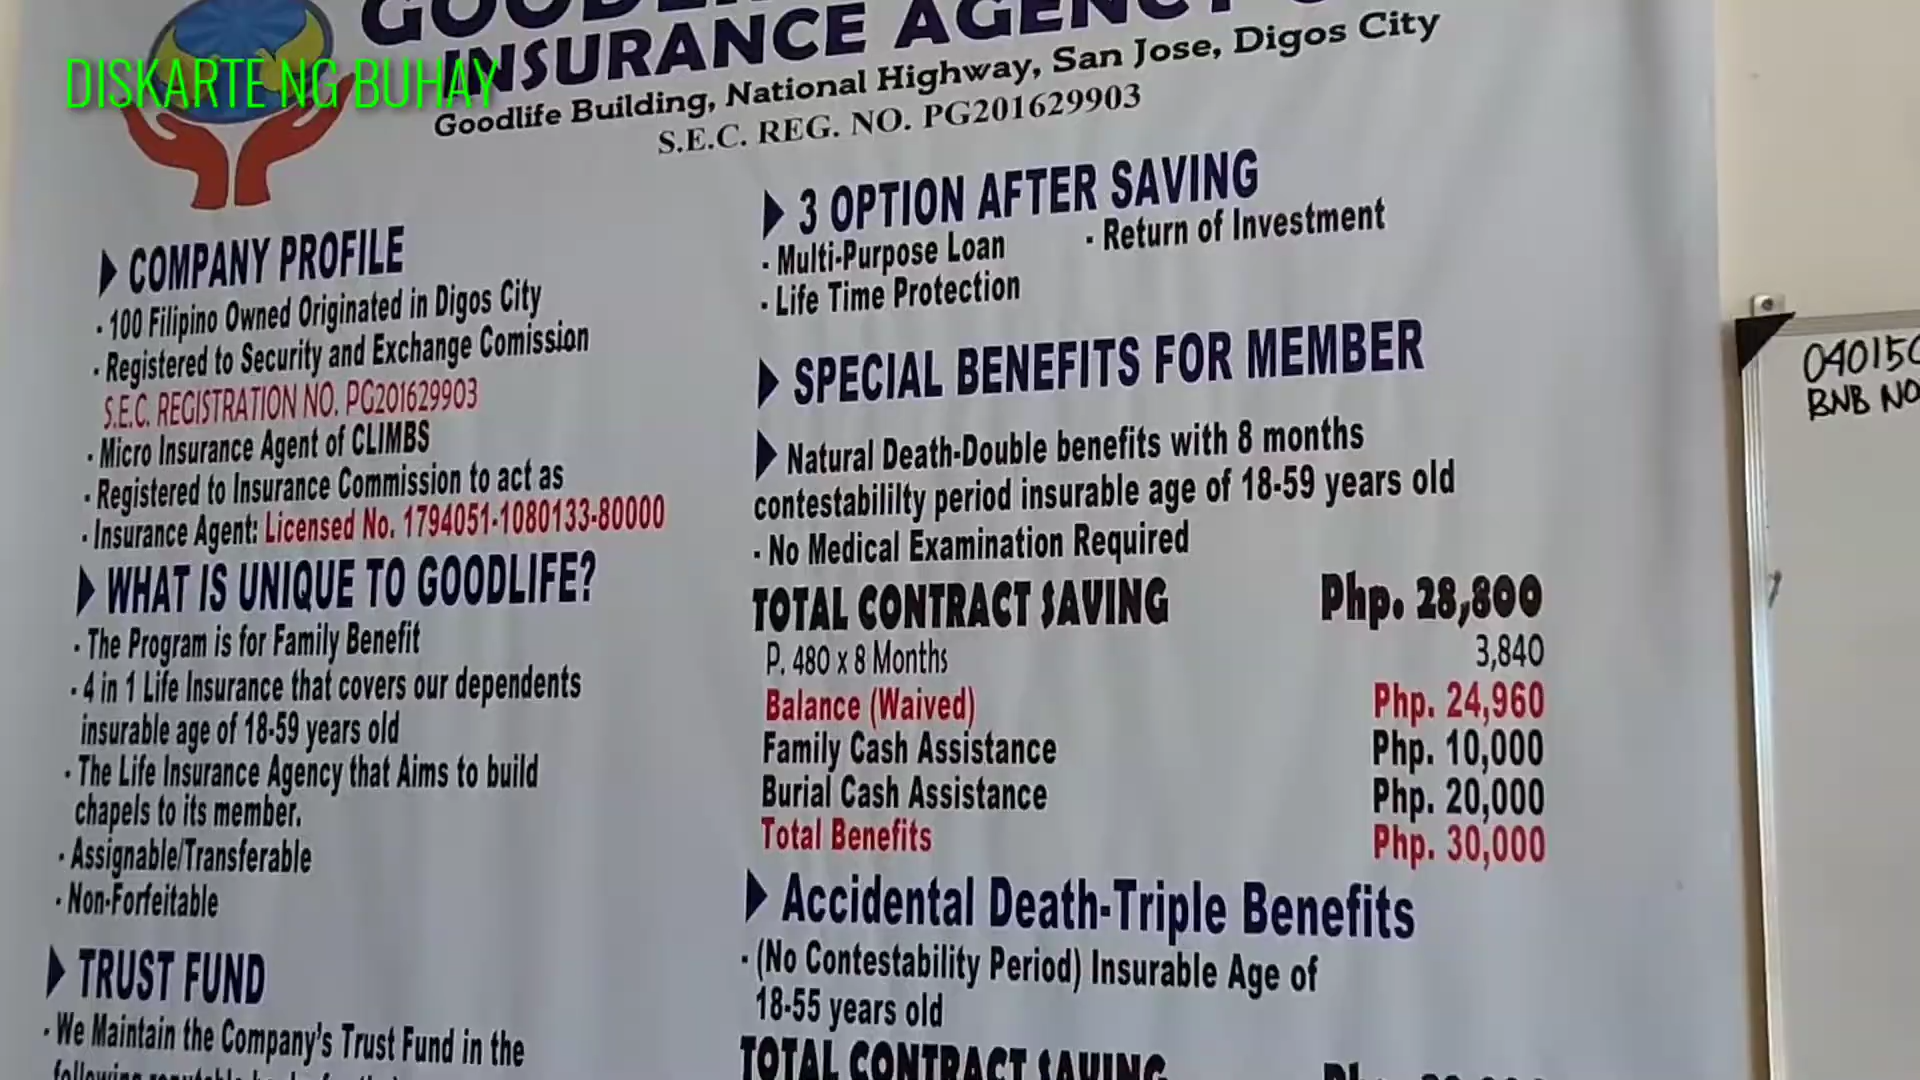 DISKARTE NG BUHAY
INSURANCE AGENCY
Goodlife Building, National Highway, San Jose, Digos City
S.E.C. REG. NO. PG201629903
COMPANY PROFILE
- 100 Filipino Owned Originated in Digos City
- Registered to Security and Exchange Comission
S.E.C. REGISTRATION NO. PG201629903
- Micro Insurance Agent of CLIMBS
- Registered to Insurance Commission to act as
- Insurance Agent: Licensed No. 1794051-1080133-80000
WHAT IS UNIQUE TO GOODLIFE?
- The Program is for Family Benefit
- 4 in 1 Life Insurance that covers our dependents
insurable age of 18-59 years old
- The Life Insurance Agency that Aims to build
chapels to its member.
- Assignable/Transferable
- Non-Forfeitable
TRUST FUND
- We Maintain the Company's Trust Fund in the
following
3 OPTION AFTER SAVING
- Multi-Purpose Loan - Return of Investment
- Life Time Protection
SPECIAL BENEFITS FOR MEMBER
Natural Death-Double benefits with 8 months
contestabililty period insurable age of 18-59 years old
- No Medical Examination Required
TOTAL CONTRACT SAVING Php. 28,800
P. 480 x 8 Months 3,840
Balance (Waived) Php. 24,960
Family Cash Assistance Php. 10,000
Burial Cash Assistance Php. 20,000
Total Benefits Php. 30,000
Accidental Death-Triple Benefits
- (No Contestability Period) Insurable Age of
18-55 years old
TOTAL CONTRACT SAVING Php.
04015
BNB NO